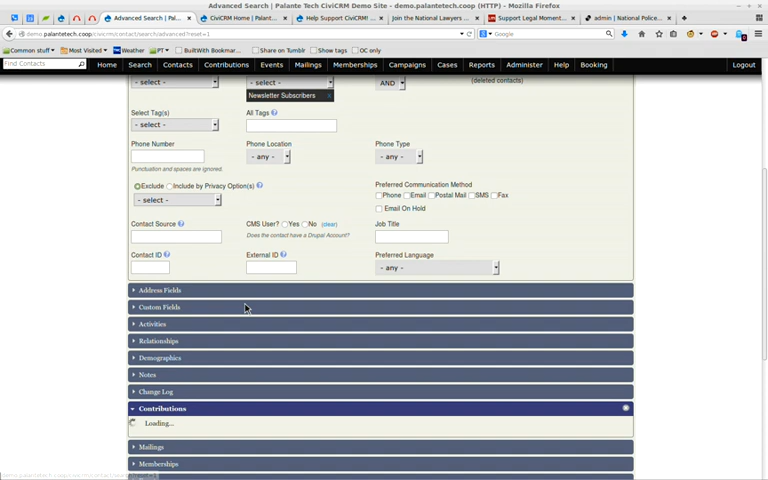 Advanced Search | Palante Tech CiviCRM Demo Site - demo.palantetech.coop (HTTP) - Mozilla Firefox
Advanced Search | Pal...
CiviCRM Home | Palant...
Help Support CiviCRM! ...
Join the National Lawyers ...
Support Legal Moment...
admin | National Police...
demo.palantetech.coop/civicrm/contact/search/advanced?reset=1
Google
Common stuff
Most Visited
Weather
PT
BuiltWith Bookmar...
Share on Tumblr
Show tags
OC only
Find Contacts
Home
Search
Contacts
Contributions
Events
Mailings
Memberships
Campaigns
Cases
Reports
Administer
Help
Booking
Logout
- select -
- select -
AND
(deleted contacts)
Newsletter Subscribers x
Select Tag(s)
All Tags
- select -
Phone Number
Phone Location
Phone Type
- any -
- any -
Punctuation and spaces are ignored.
Exclude Include by Privacy Option(s)
Preferred Communication Method
Phone Email Postal Mail SMS Fax
- select -
Email On Hold
Contact Source
CMS User? Yes No (clear)
Job Title
Does the contact have a Drupal Account?
Contact ID
External ID
Preferred Language
- any -
Address Fields
Custom Fields
Activities
Relationships
Demographics
Notes
Change Log
Contributions
Loading...
Mailings
Memberships